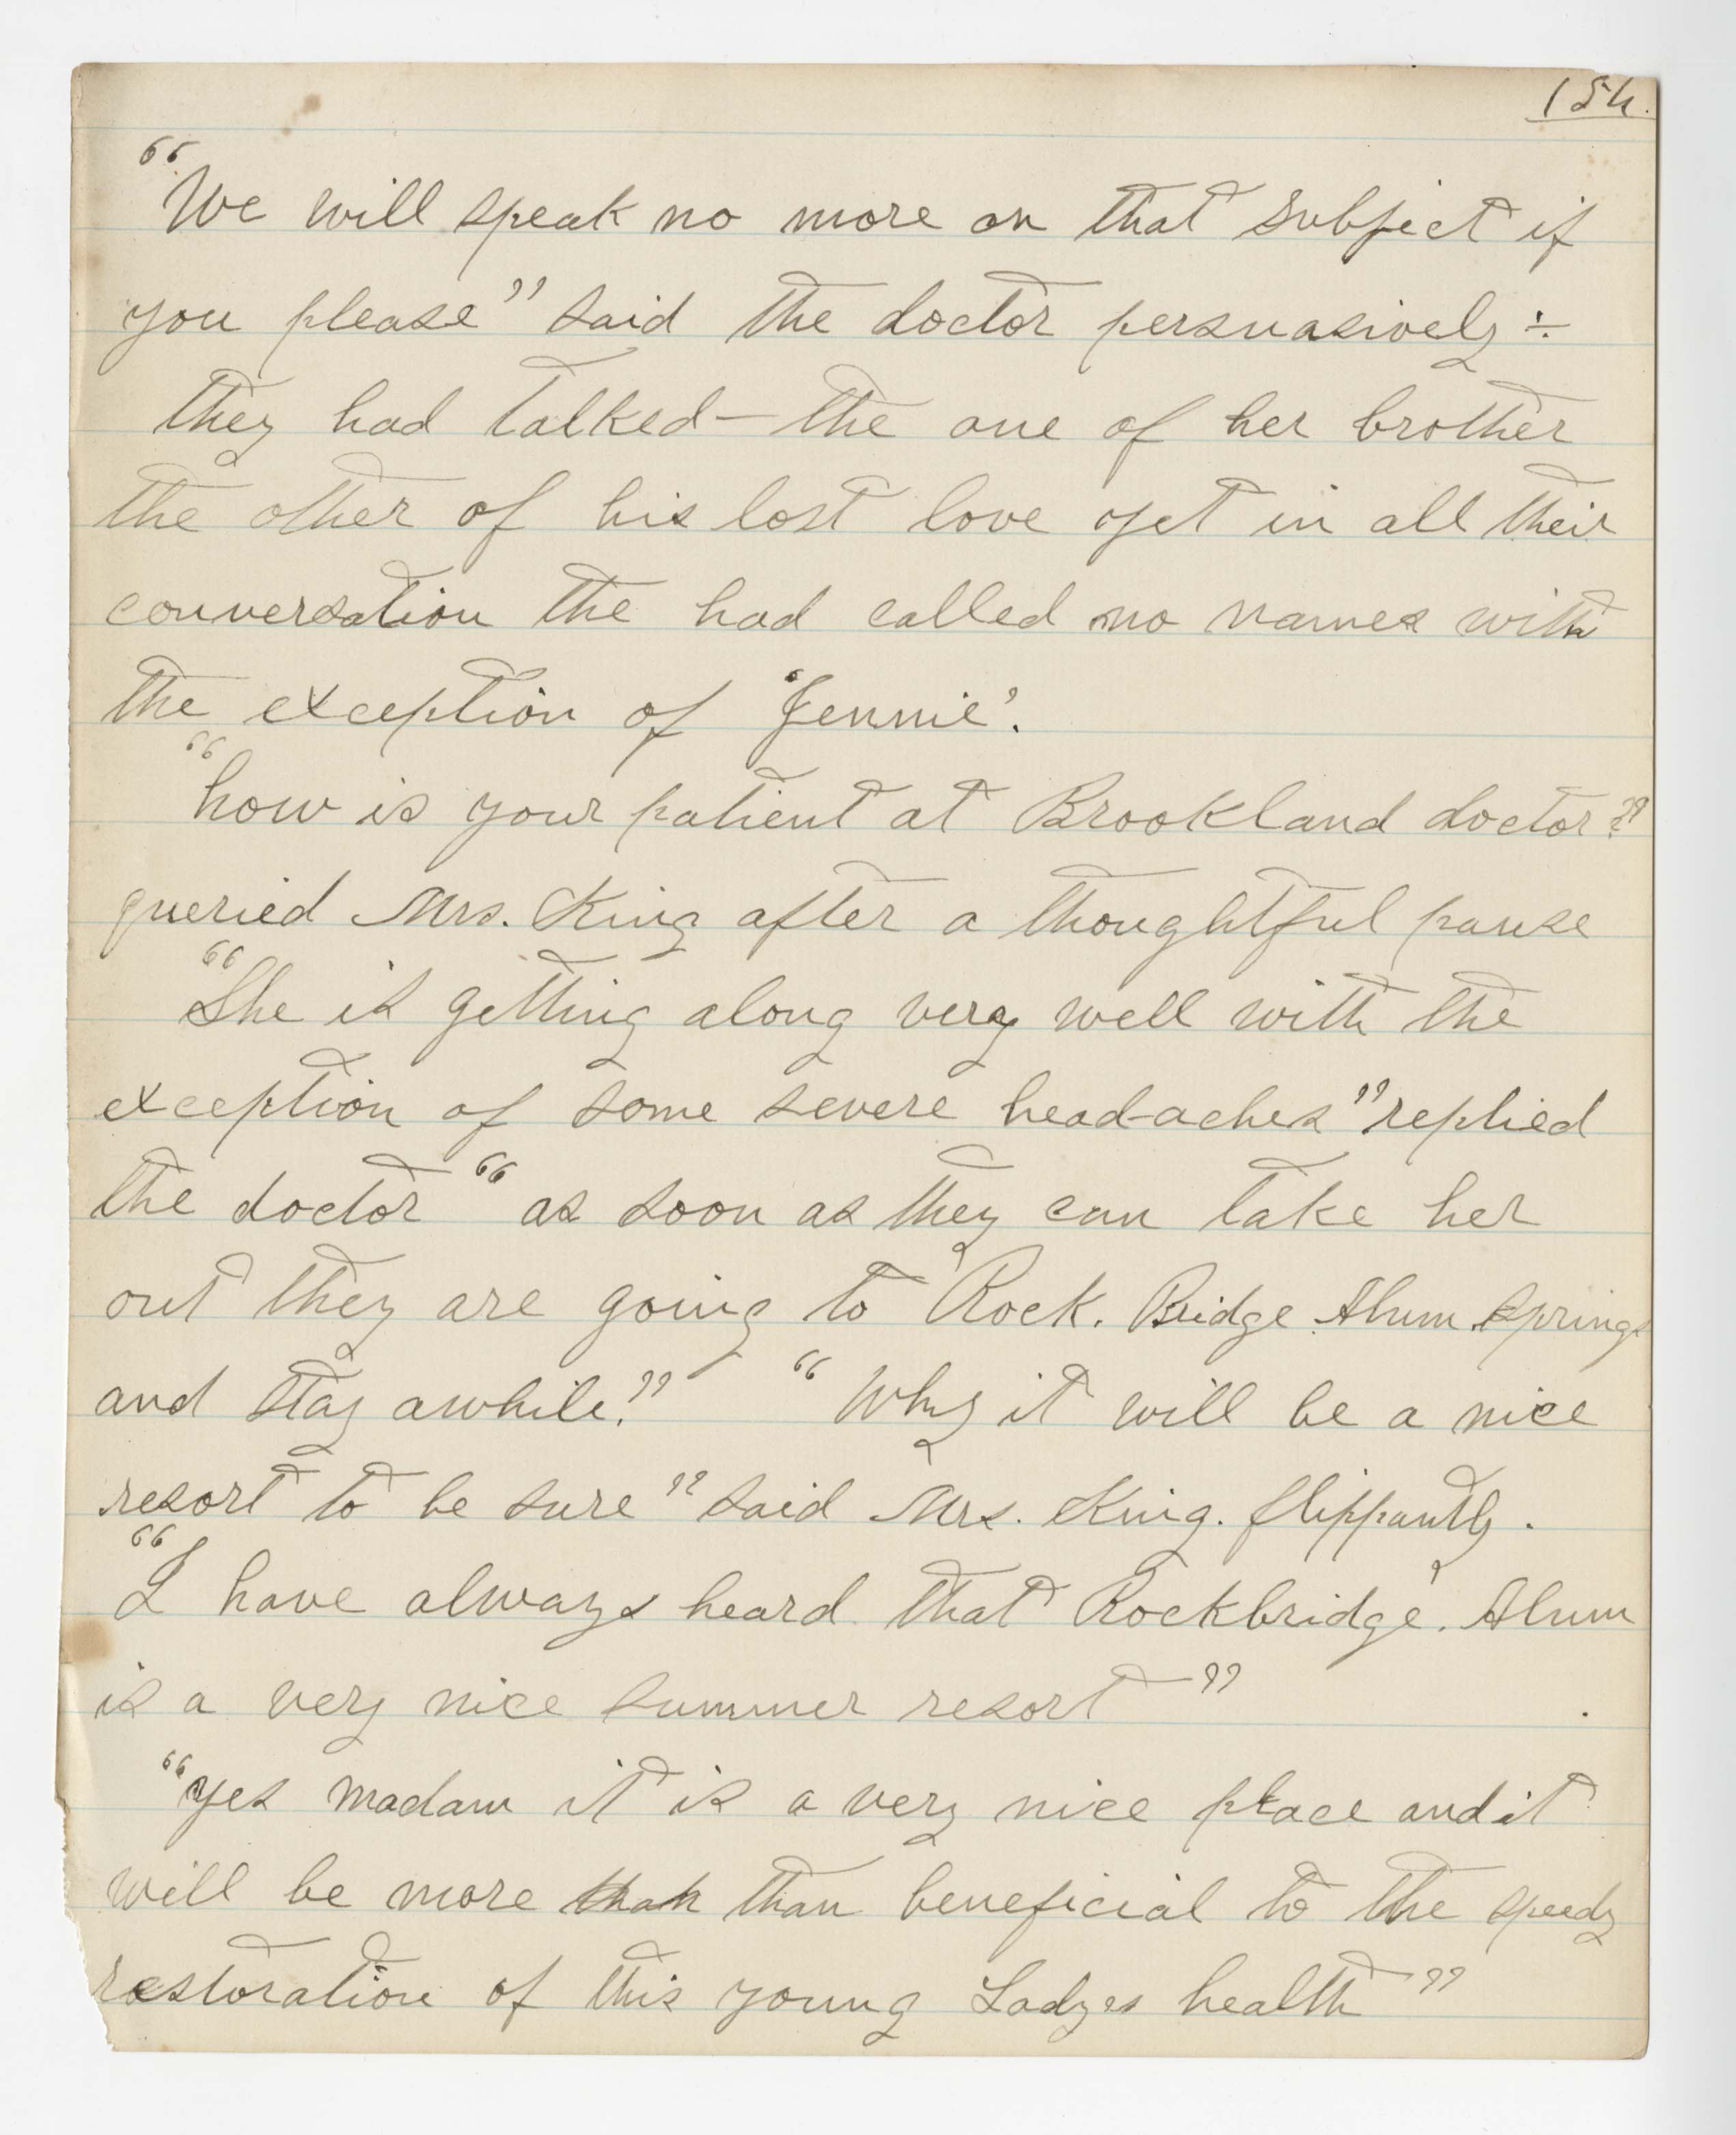 154.
"We will speak no more on that subject if
you please" said the doctor persuasively ÷
they had talked — the one of her brother
the other of his lost love yet in all their
conversation the had called no names with
the exception of 'Jennie'.
"how is your patient at Brookland doctor?"
queried Mrs. King after a thoughtful pause
"She is getting along very well with the
exception of some severe head-aches" replied
the doctor "as soon as they can take her
out they are going to Rock. Bridge Alum springs
and stay awhile." "Why it will be a nice
resort to be sure" said Mrs. King. flippantly.
"I have always heard that Rockbridge. Alum
is a very nice summer resort"
"yes madam it is a very nice place and it
will be more than than beneficial to the speedy
restoration of this young Ladyes health"